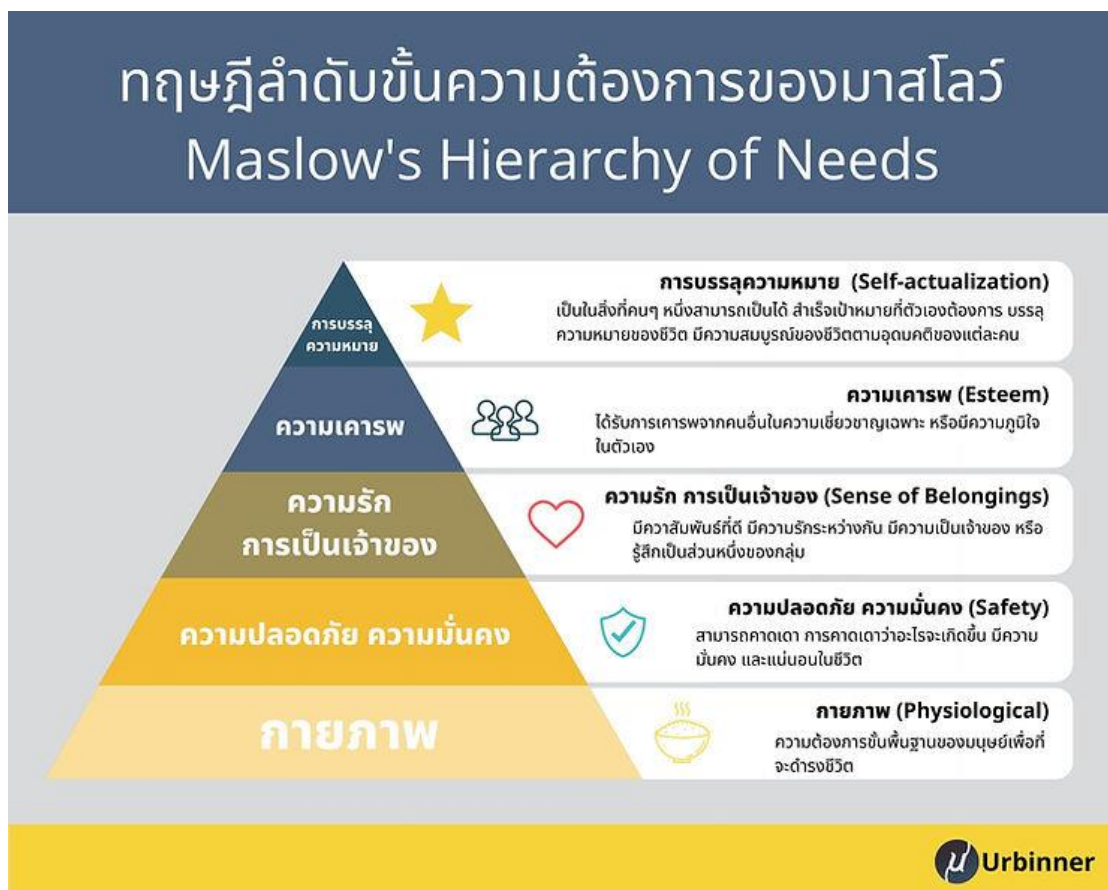 ทฤษฎีลำดับขั้นความต้องการของมาสโลว์
Maslow's Hierarchy of Needs
การบรรลุ
ความหมาย
การบรรลุความหมาย (Self-actualization)
เป็นในสิ่งที่คนๆ หนึ่งสามารถเป็นได้ สำเร็จเป้าหมายที่ตัวเองต้องการ บรรลุ
ความหมายของชีวิต มีความสมบูรณ์ของชีวิตตามอุดมคติของแต่ละคน
ความเคารพ
ความเคารพ (Esteem)
ได้รับการเคารพจากคนอื่นในความเชี่ยวชาญเฉพาะ หรือมีความภูมิใจ
ในตัวเอง
ความรัก
การเป็นเจ้าของ
ความรัก การเป็นเจ้าของ (Sense of Belongings)
มีควาสัมพันธ์ที่ดี มีความรักระหว่างกัน มีความเป็นเจ้าของ หรือ
รู้สึกเป็นส่วนหนึ่งของกลุ่ม
ความปลอดภัย ความมั่นคง
ความปลอดภัย ความมั่นคง (Safety)
สามารถคาดเดา การคาดเดาว่าอะไรจะเกิดขึ้น มีความ
มั่นคง และแน่นอนในชีวิต
กายภาพ
กายภาพ (Physiological)
ความต้องการขั้นพื้นฐานของมนุษย์เพื่อที่
จะดำรงชีวิต
Urbinner